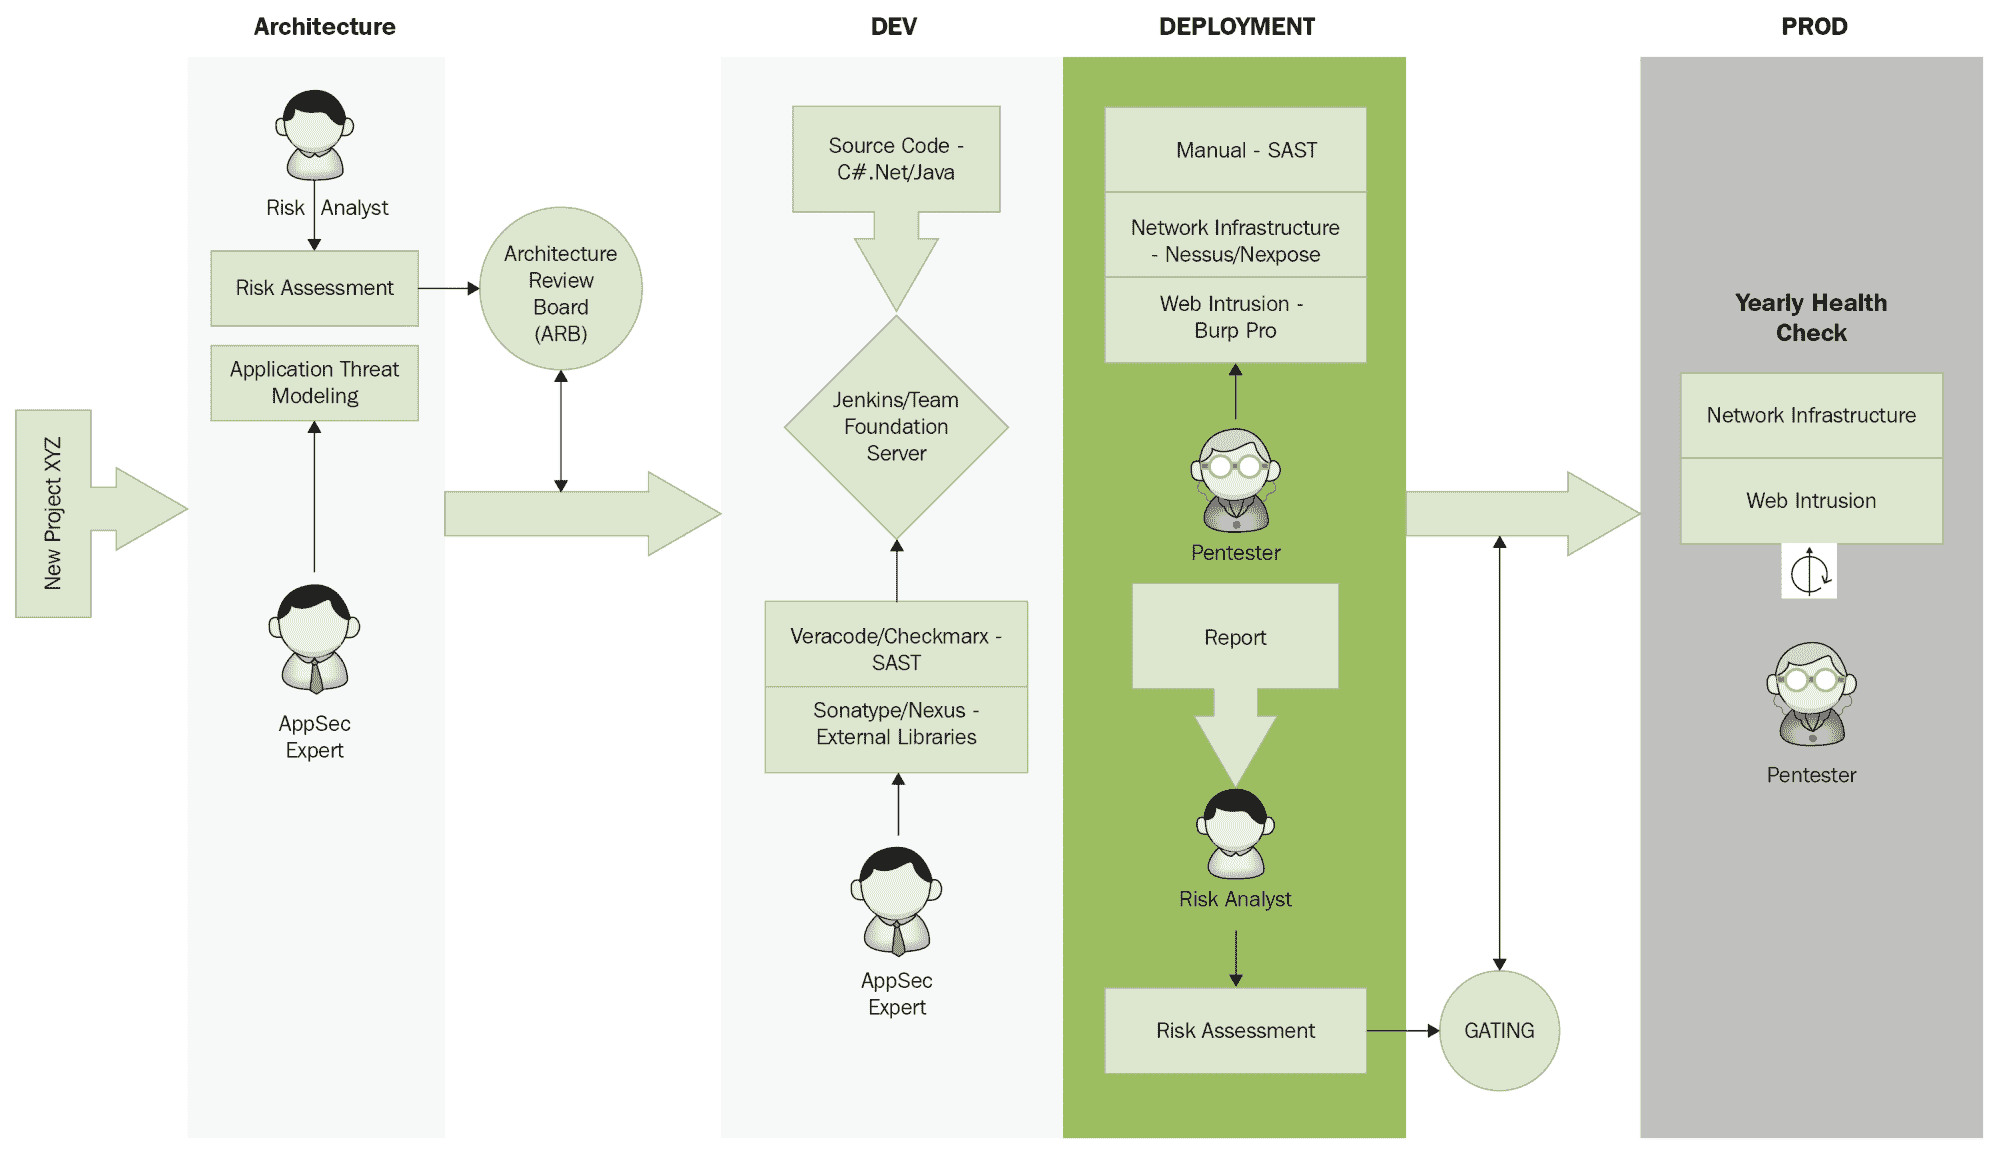 Architecture
DEV
DEPLOYMENT
PROD
New Project XYZ
Risk Analyst
Risk Assessment
Application Threat
Modeling
AppSec
Expert
Architecture
Review
Board
(ARB)
Source Code -
C#.Net/Java
Jenkins/Team
Foundation
Server
Veracode/Checkmarx -
SAST
Sonatype/Nexus -
External Libraries
AppSec
Expert
Manual - SAST
Network Infrastructure
- Nessus/Nexpose
Web Intrusion -
Burp Pro
Pentester
Report
Risk Analyst
Risk Assessment
GATING
Yearly Health
Check
Network Infrastructure
Web Intrusion
Pentester